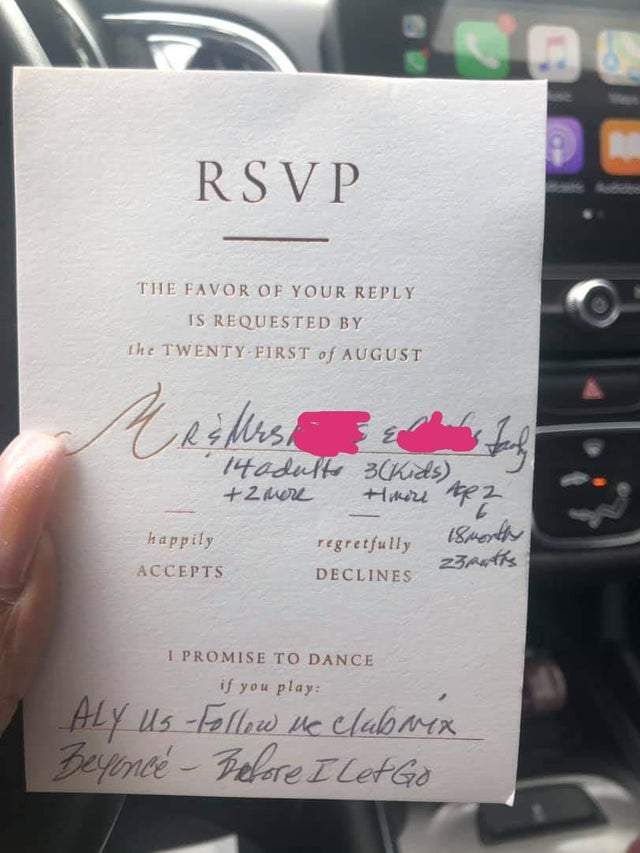 RSVP
THE FAVOR OF YOUR REPLY
IS REQUESTED BY
the TWENTY-FIRST of AUGUST
MR & Mrs & Family
14 adults 3(Kids)
+2 more +1 more Age 2
6
18 months
23 months
happily
ACCEPTS
regretfully
DECLINES
I PROMISE TO DANCE
if you play:
ALY Us - Follow me club mix
Beyoncé - Before I Let Go